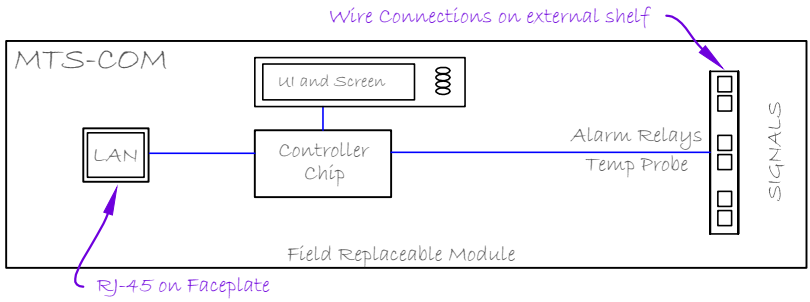 Wire Connections on external shelf
MTS-COM
UI and Screen
LAN
Controller
Chip
Alarm Relays
Temp Probe
SIGNALS
Field Replaceable Module
RJ-45 on Faceplate